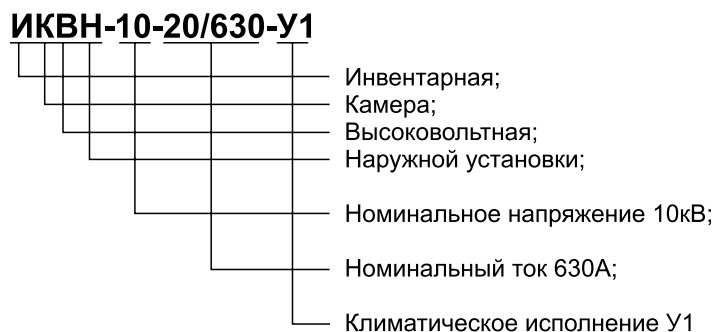 ИКВН-10-20/630-У1
Инвентарная;
Камера;
Высоковольтная;
Наружной установки;
Номинальное напряжение 10кВ;
Номинальный ток 630А;
Климатическое исполнение У1